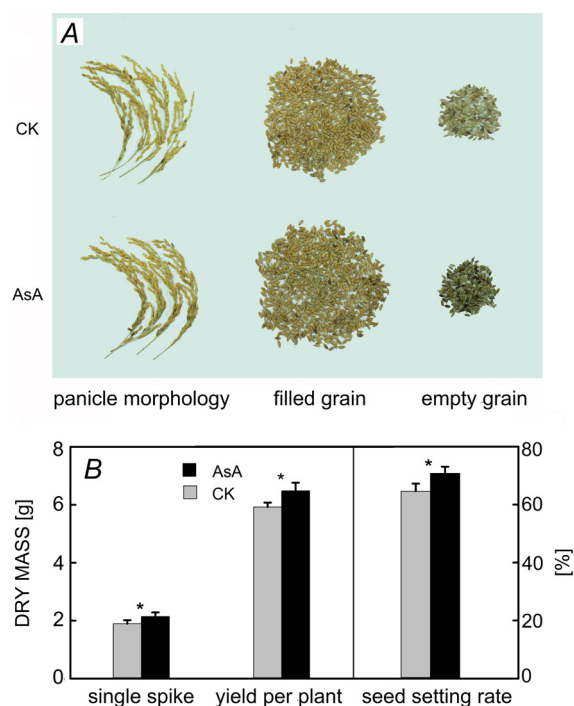 A
CK
AsA
panicle morphology filled grain empty grain
B
AsA
CK
8
6
4
2
0
DRY MASS [g]
80
60
40
20
0
[%]
* * *
single spike yield per plant seed setting rate